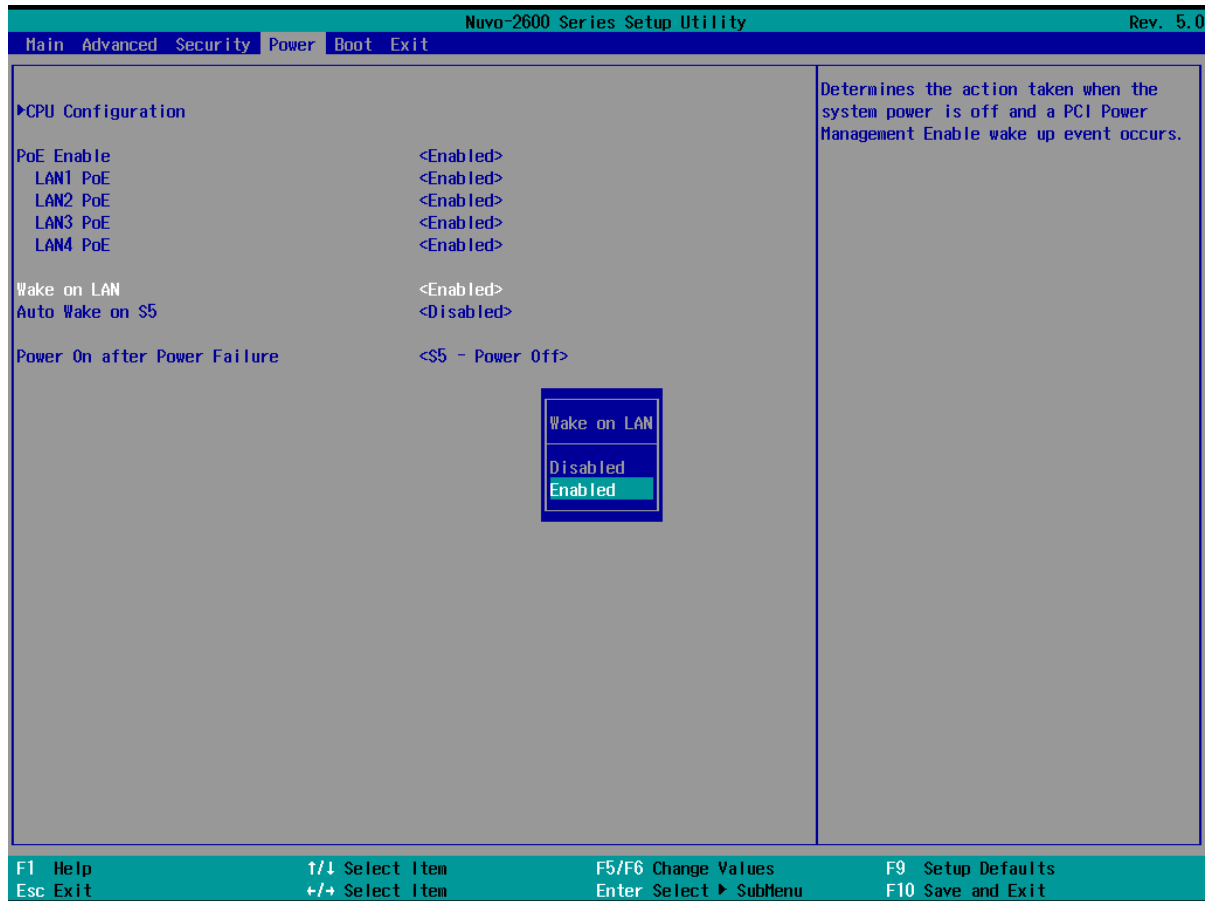 Nuvo-2600 Series Setup Utility Rev. 5.0
Main Advanced Security Power Boot Exit
▶CPU Configuration
PoE Enable <Enabled>
LAN1 PoE <Enabled>
LAN2 PoE <Enabled>
LAN3 PoE <Enabled>
LAN4 PoE <Enabled>
Wake on LAN <Enabled>
Auto Wake on S5 <Disabled>
Power On after Power Failure <S5 - Power Off>
Wake on LAN
Disabled
Enabled
Determines the action taken when the
system power is off and a PCI Power
Management Enable wake up event occurs.
F1 Help ↑/↓ Select Item F5/F6 Change Values F9 Setup Defaults
Esc Exit ←/→ Select Item Enter Select ▶ SubMenu F10 Save and Exit